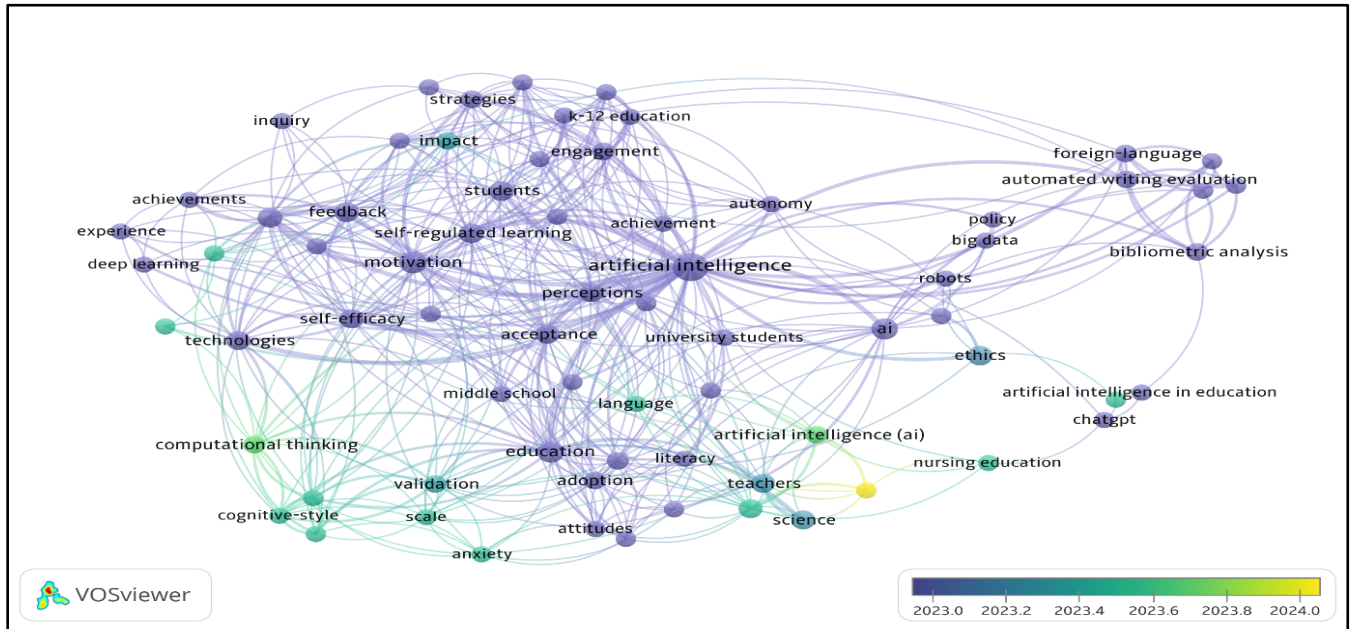 strategies
k-12 education
inquiry
impact
engagement
foreign-language
automated writing evaluation
students
achievements
autonomy
feedback
achievement
policy
experience
self-regulated learning
big data
bibliometric analysis
deep learning
motivation
artificial intelligence
robots
perceptions
self-efficacy
ai
technologies
acceptance
university students
ethics
middle school
language
artificial intelligence in education
chatgpt
artificial intelligence (ai)
computational thinking
education
literacy
nursing education
validation
adoption
teachers
cognitive-style
scale
science
attitudes
anxiety
VOSviewer
2023.0 2023.2 2023.4 2023.6 2023.8 2024.0